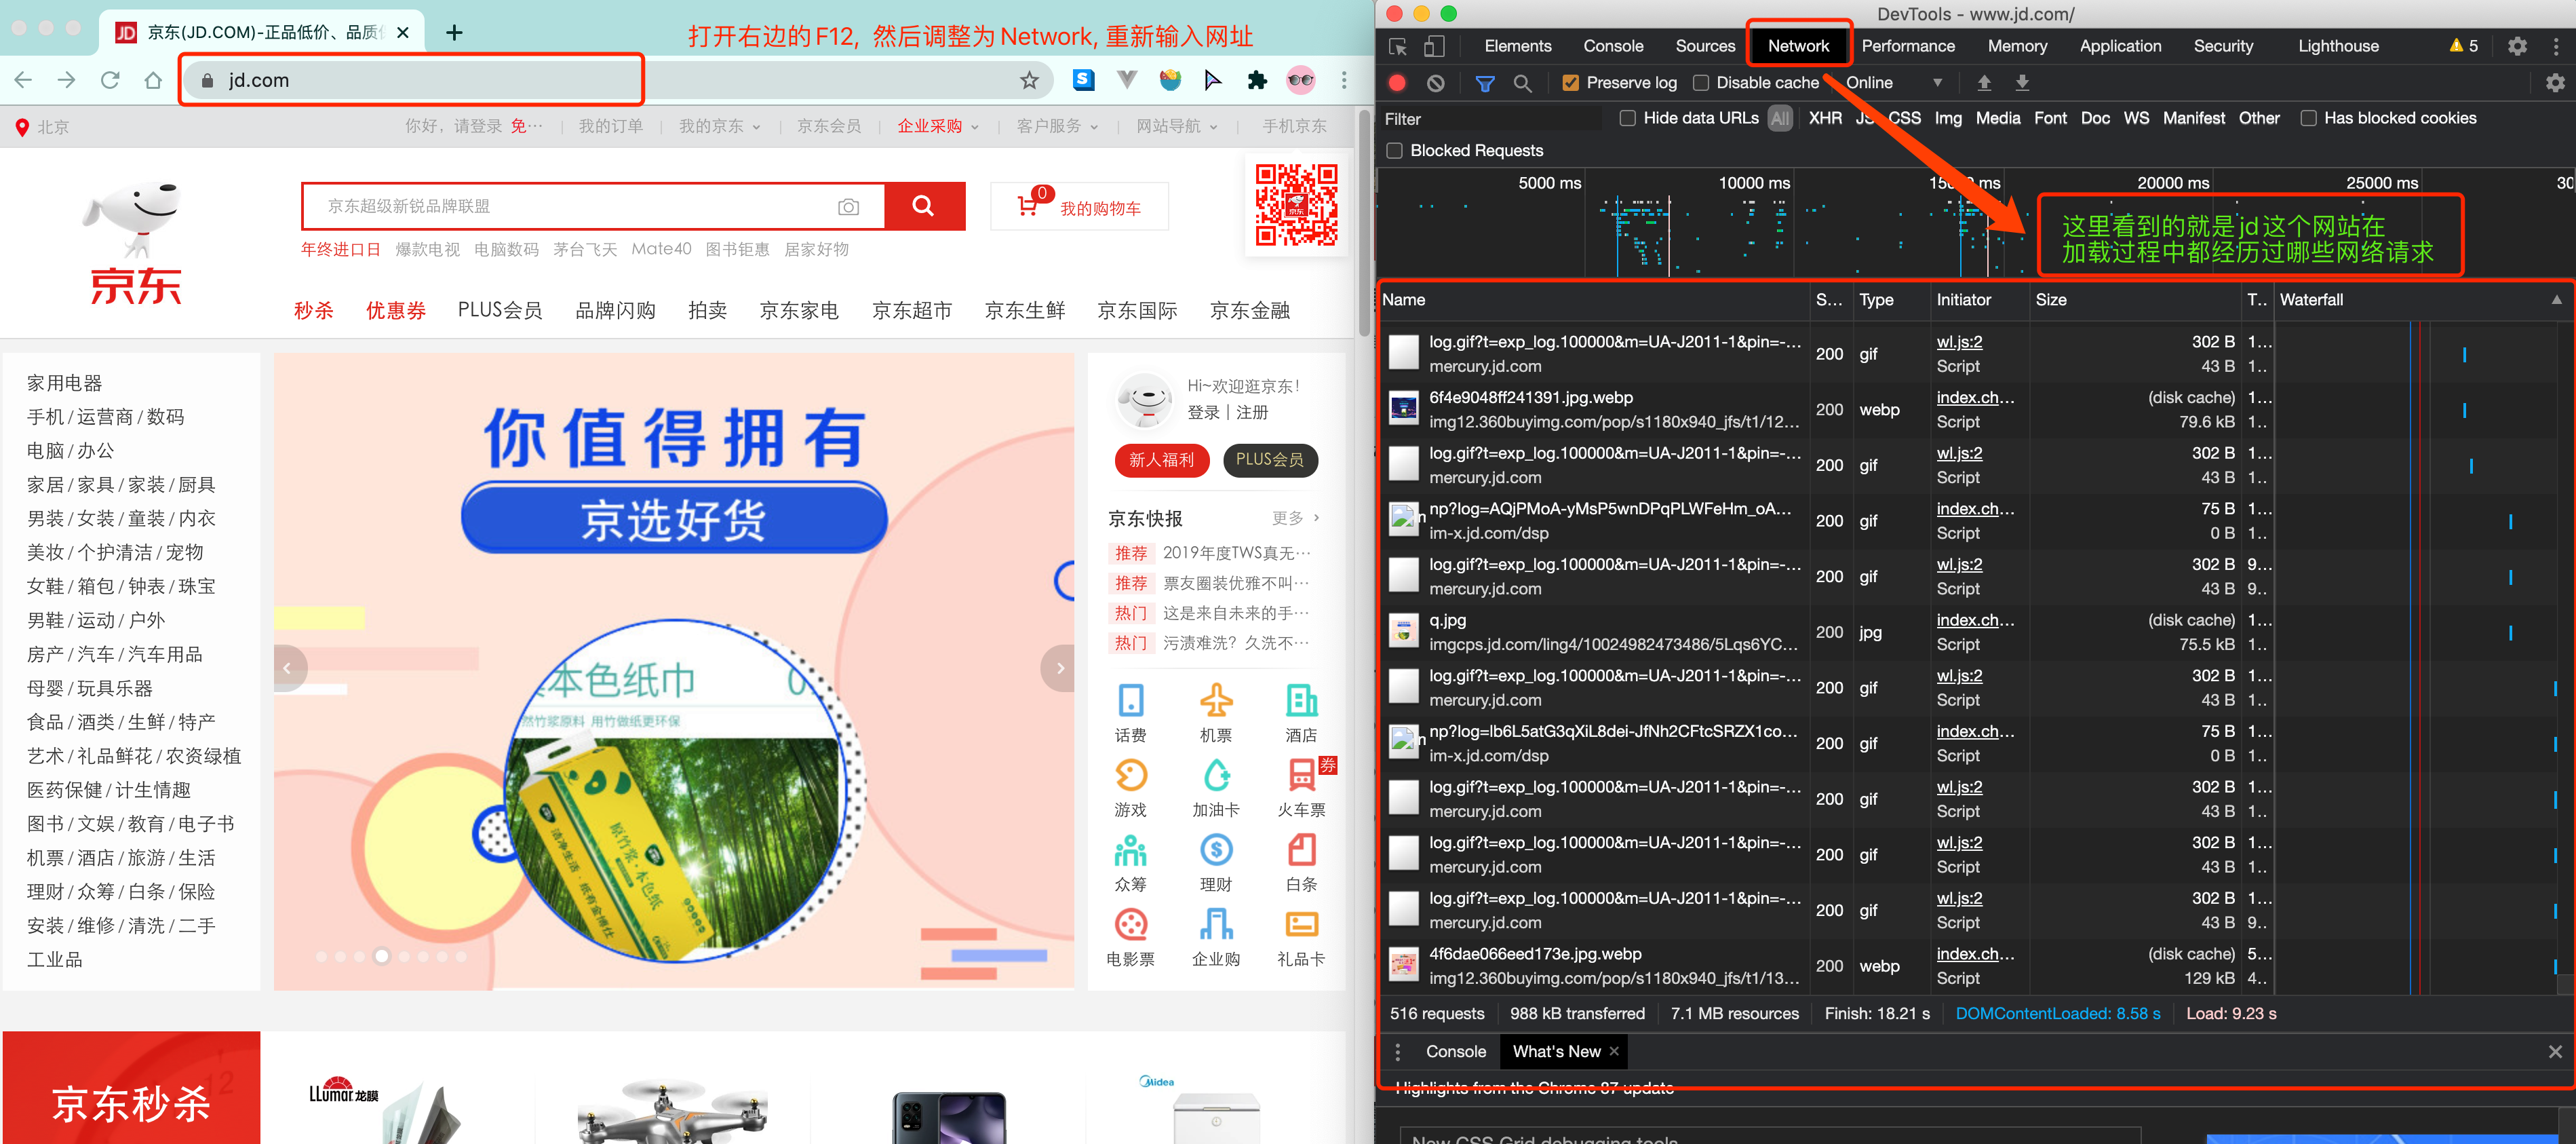 京东(JD.COM)-正品低价、品质
打开右边的F12, 然后调整为Network, 重新输入网址
jd.com
北京
你好，请登录 免…
我的订单
我的京东
京东会员
企业采购
客户服务
网站导航
手机京东
京东
京东超级新锐品牌联盟
0
我的购物车
京东
年终进口日 爆款电视 电脑数码 茅台飞天 Mate40 图书钜惠 居家好物
秒杀 优惠券 PLUS会员 品牌闪购 拍卖 京东家电 京东超市 京东生鲜 京东国际 京东金融
家用电器
手机 / 运营商 / 数码
电脑 / 办公
家居 / 家具 / 家装 / 厨具
男装 / 女装 / 童装 / 内衣
美妆 / 个护清洁 / 宠物
女鞋 / 箱包 / 钟表 / 珠宝
男鞋 / 运动 / 户外
房产 / 汽车 / 汽车用品
母婴 / 玩具乐器
食品 / 酒类 / 生鲜 / 特产
艺术 / 礼品鲜花 / 农资绿植
医药保健 / 计生情趣
图书 / 文娱 / 教育 / 电子书
机票 / 酒店 / 旅游 / 生活
理财 / 众筹 / 白条 / 保险
安装 / 维修 / 清洗 / 二手
工业品
你值得拥有
京选好货
本色纸巾
然竹浆原料 用竹做纸更环保
Hi~欢迎逛京东！
登录 | 注册
新人福利
PLUS会员
京东快报
更多
推荐 2019年度TWS真无…
推荐 票友圈装优雅不叫…
热门 这是来自未来的手…
热门 污渍难洗？久洗不…
话费 机票 酒店
券
游戏 加油卡 火车票
众筹 理财 白条
电影票 企业购 礼品卡
京东秒杀
LLumar龙膜
Midea
DevTools - www.jd.com/
Elements Console Sources Network Performance Memory Application Security Lighthouse 5
Preserve log Disable cache Online
Filter Hide data URLs All XHR JS CSS Img Media Font Doc WS Manifest Other Has blocked cookies
Blocked Requests
5000 ms 10000 ms 15000 ms 20000 ms 25000 ms 30
这里看到的就是jd这个网站在
加载过程中都经历过哪些网络请求
Name S... Type Initiator Size T.. Waterfall
log.gif?t=exp_log.100000&m=UA-J2011-1&pin=-... 200 gif wl.js:2 302 B 1...
mercury.jd.com Script 43 B 1..
6f4e9048ff241391.jpg.webp 200 webp index.ch... (disk cache) 1...
img12.360buyimg.com/pop/s1180x940_jfs/t1/12... Script 79.6 kB 1..
log.gif?t=exp_log.100000&m=UA-J2011-1&pin=-... 200 gif wl.js:2 302 B 1...
mercury.jd.com Script 43 B 1..
np?log=AQjPMoA-yMsP5wnDPqPLWFeHm_oA... 200 gif index.ch... 75 B 1...
im-x.jd.com/dsp Script 0 B 1..
log.gif?t=exp_log.100000&m=UA-J2011-1&pin=-... 200 gif wl.js:2 302 B 9...
mercury.jd.com Script 43 B 9..
q.jpg 200 jpg index.ch... (disk cache) 1...
imgcps.jd.com/ling4/10024982473486/5Lqs6YC... Script 75.5 kB 1..
log.gif?t=exp_log.100000&m=UA-J2011-1&pin=-... 200 gif wl.js:2 302 B 1...
mercury.jd.com Script 43 B 1..
np?log=lb6L5atG3qXiL8dei-JfNh2CFtcSRZX1co... 200 gif index.ch... 75 B 1...
im-x.jd.com/dsp Script 0 B 1..
log.gif?t=exp_log.100000&m=UA-J2011-1&pin=-... 200 gif wl.js:2 302 B 1...
mercury.jd.com Script 43 B 1..
log.gif?t=exp_log.100000&m=UA-J2011-1&pin=-... 200 gif wl.js:2 302 B 1...
mercury.jd.com Script 43 B 1..
log.gif?t=exp_log.100000&m=UA-J2011-1&pin=-... 200 gif wl.js:2 302 B 1...
mercury.jd.com Script 43 B 9..
4f6dae066eed173e.jpg.webp 200 webp index.ch... (disk cache) 5...
img12.360buyimg.com/pop/s1180x940_jfs/t1/13... Script 129 kB 4..
516 requests 988 kB transferred 7.1 MB resources Finish: 18.21 s DOMContentLoaded: 8.58 s Load: 9.23 s
Console What's New
Highlights from the Chrome 87 update
New CSS Grid debugging tools